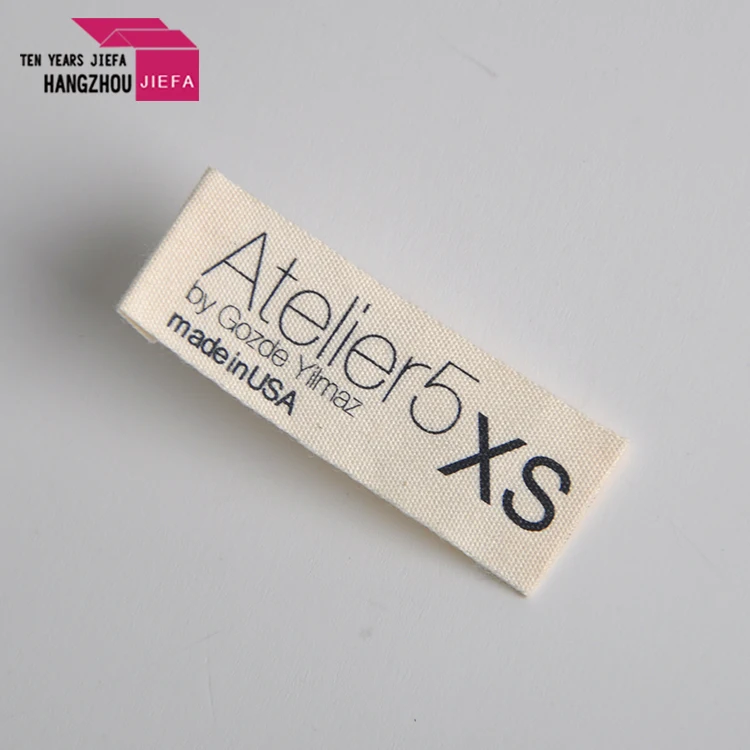 TEN YEARS JIEFA
HANGZHOU JIEFA
Atelier5
by Gozde Yilmaz
made in USA
XS